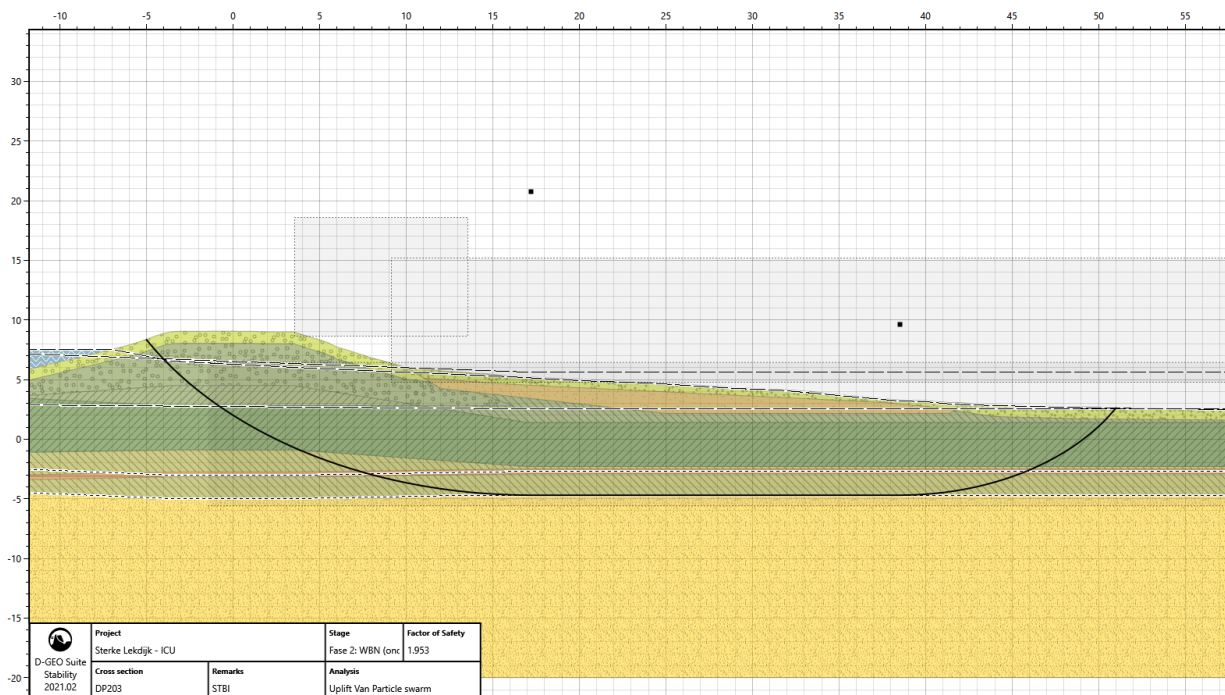 -10 -5 0 5 10 15 20 25 30 35 40 45 50 55
30
25
20
15
10
5
0
-5
-10
-15
-20
D-GEO Suite
Stability
2021.02
Project
Sterke Lekdijk - ICU
Stage
Fase 2: WBN (onc
Factor of Safety
1.953
Cross section
DP203
Remarks
STBI
Analysis
Uplift Van Particle swarm